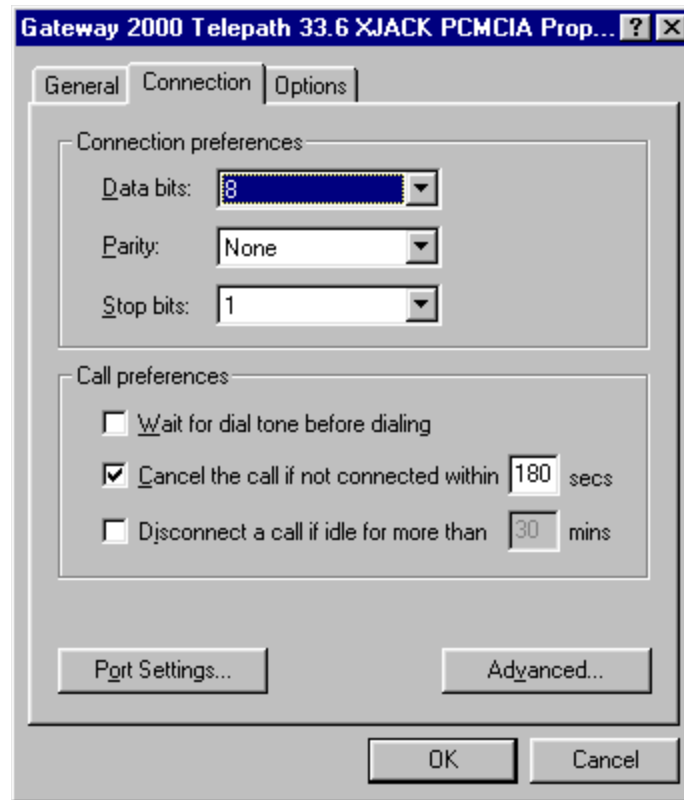 Gateway 2000 Telepath 33.6 XJACK PCMCIA Prop... ? X
General Connection Options
Connection preferences
Data bits: 8
Parity: None
Stop bits: 1
Call preferences
Wait for dial tone before dialing
Cancel the call if not connected within 180 secs
Disconnect a call if idle for more than 30 mins
Port Settings... Advanced...
OK Cancel